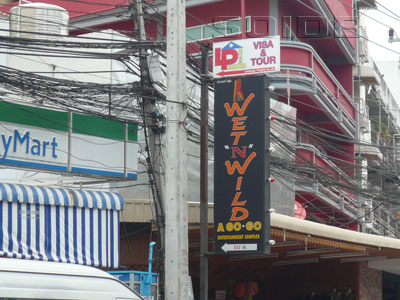 yMart
LP
VISA
& TOUR
WET
"N"
WILD
A GO-GO
ENTERTAINMENT COMPLEX